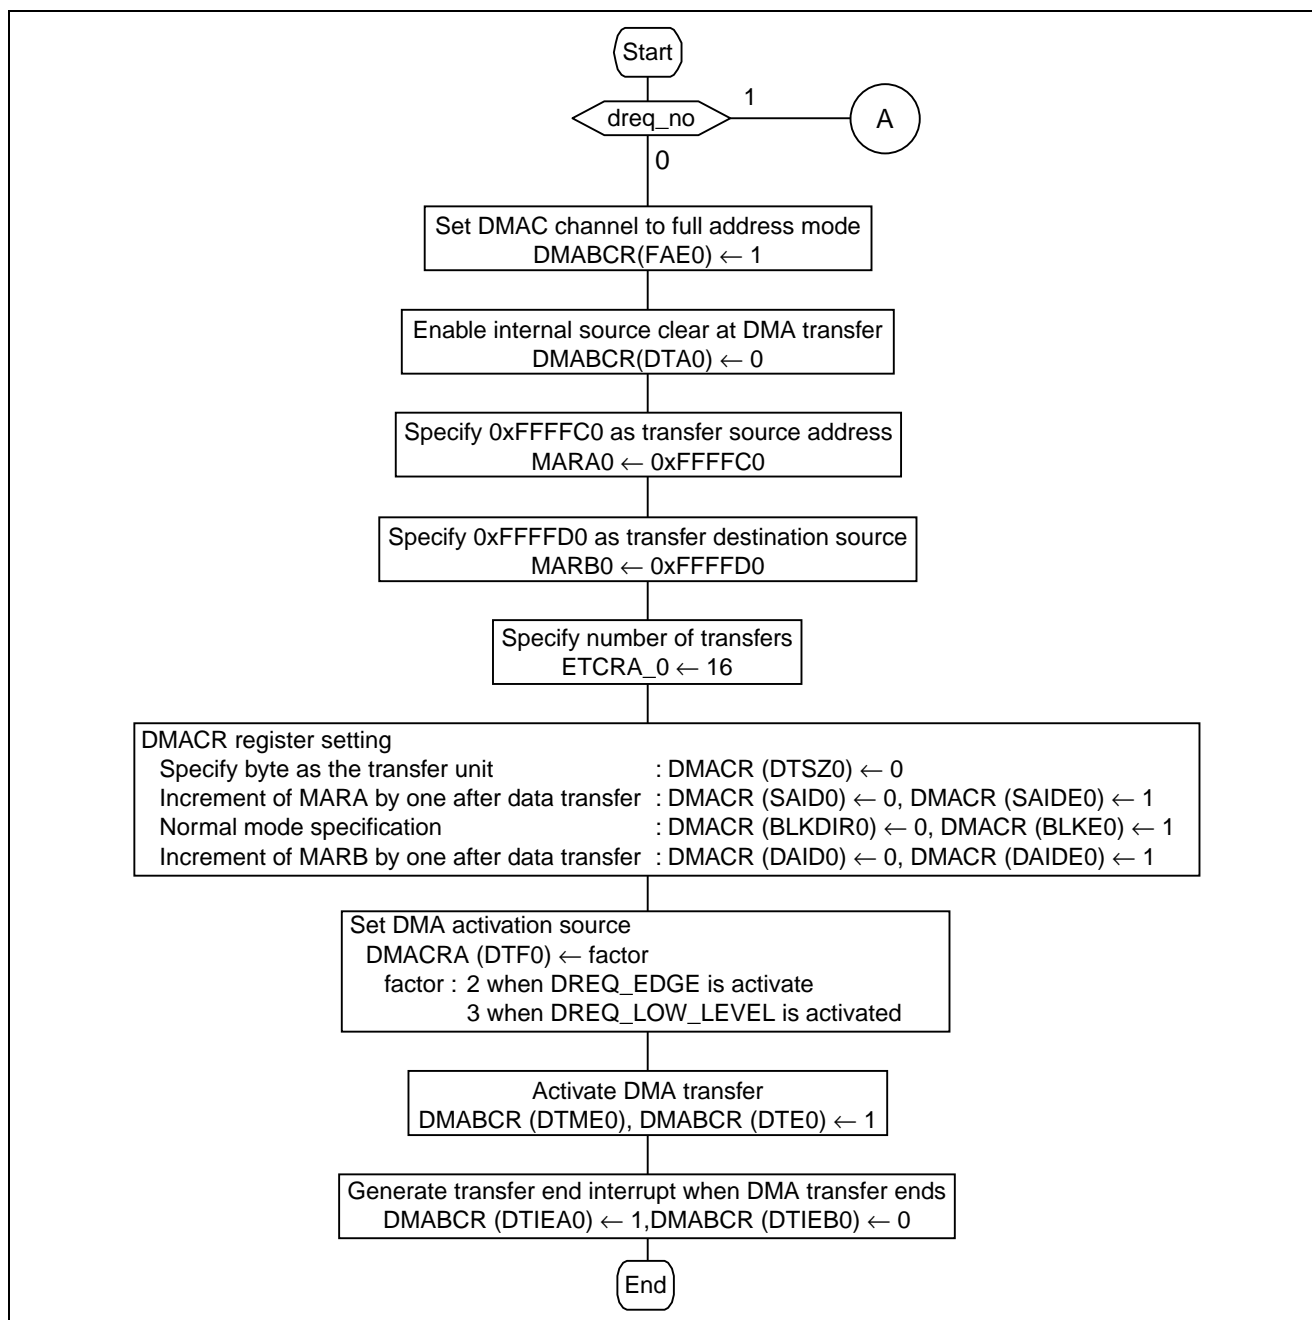 Start
dreq_no
1
A
0
Set DMAC channel to full address mode
DMABCR(FAE0) ← 1
Enable internal source clear at DMA transfer
DMABCR(DTA0) ← 0
Specify 0xFFFFC0 as transfer source address
MARA0 ← 0xFFFFC0
Specify 0xFFFFD0 as transfer destination source
MARB0 ← 0xFFFFD0
Specify number of transfers
ETCRA_0 ← 16
DMACR register setting
Specify byte as the transfer unit : DMACR (DTSZ0) ← 0
Increment of MARA by one after data transfer : DMACR (SAID0) ← 0, DMACR (SAIDE0) ← 1
Normal mode specification : DMACR (BLKDIR0) ← 0, DMACR (BLKE0) ← 1
Increment of MARB by one after data transfer : DMACR (DAID0) ← 0, DMACR (DAIDE0) ← 1
Set DMA activation source
DMACRA (DTF0) ← factor
factor : 2 when DREQ_EDGE is activate
3 when DREQ_LOW_LEVEL is activated
Activate DMA transfer
DMABCR (DTME0), DMABCR (DTE0) ← 1
Generate transfer end interrupt when DMA transfer ends
DMABCR (DTIEA0) ← 1,DMABCR (DTIEB0) ← 0
End